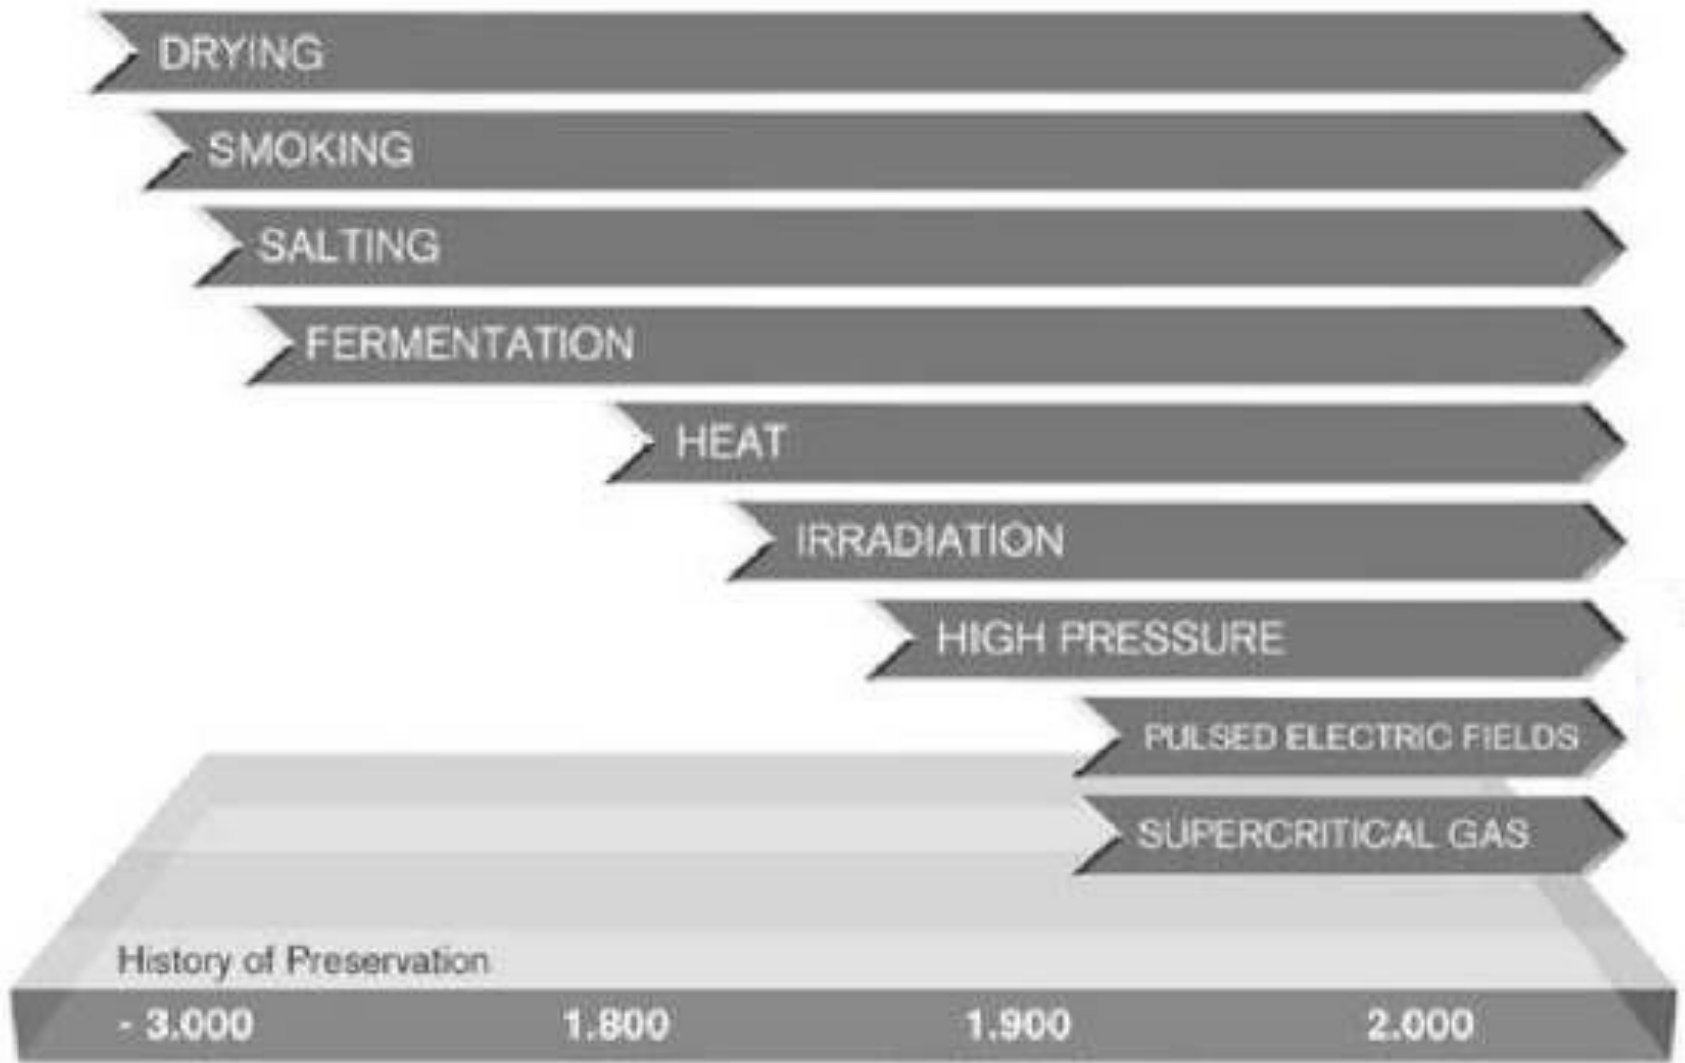 DRYING
SMOKING
SALTING
FERMENTATION
HEAT
IRRADIATION
HIGH PRESSURE
PULSED ELECTRIC FIELDS
SUPERCRITICAL GAS
History of Preservation
- 3.000 1.800 1.900 2.000